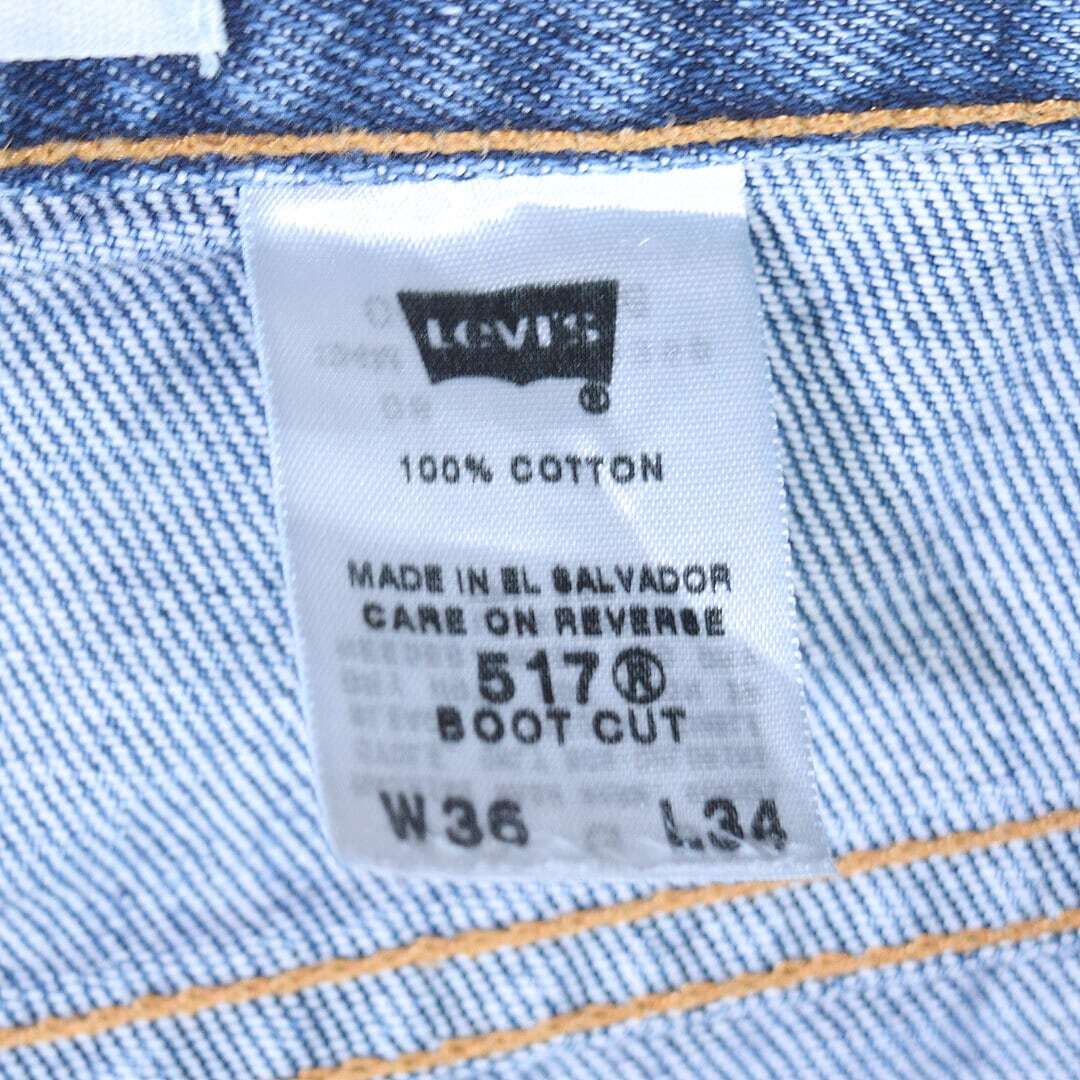 LEVI'S®
100% COTTON
MADE IN EL SALVADOR
CARE ON REVERSE
517®
BOOT CUT
W36 L34